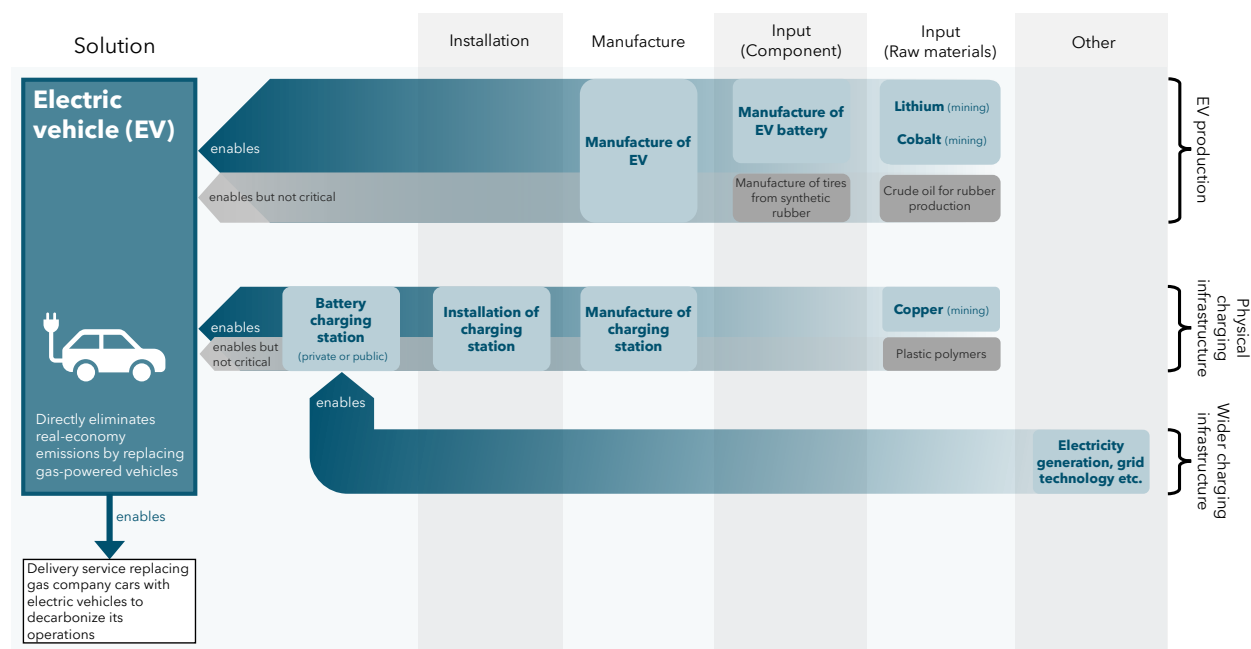 Solution
Installation
Manufacture
Input
(Component)
Input
(Raw materials)
Other
Electric
vehicle (EV)
Directly eliminates
real-economy
emissions by replacing
gas-powered vehicles
enables
Delivery service replacing
gas company cars with
electric vehicles to
decarbonize its
operations
enables
enables but not critical
Manufacture of
EV
Manufacture of
EV battery
Manufacture of tires
from synthetic
rubber
Lithium (mining)
Cobalt (mining)
Crude oil for rubber
production
EV production
enables
enables but
not critical
Battery
charging
station
(private or public)
Installation of
charging
station
Manufacture of
charging
station
Copper (mining)
Plastic polymers
Physical
charging
infrastructure
enables
Electricity
generation, grid
technology etc.
Wider charging
infrastructure